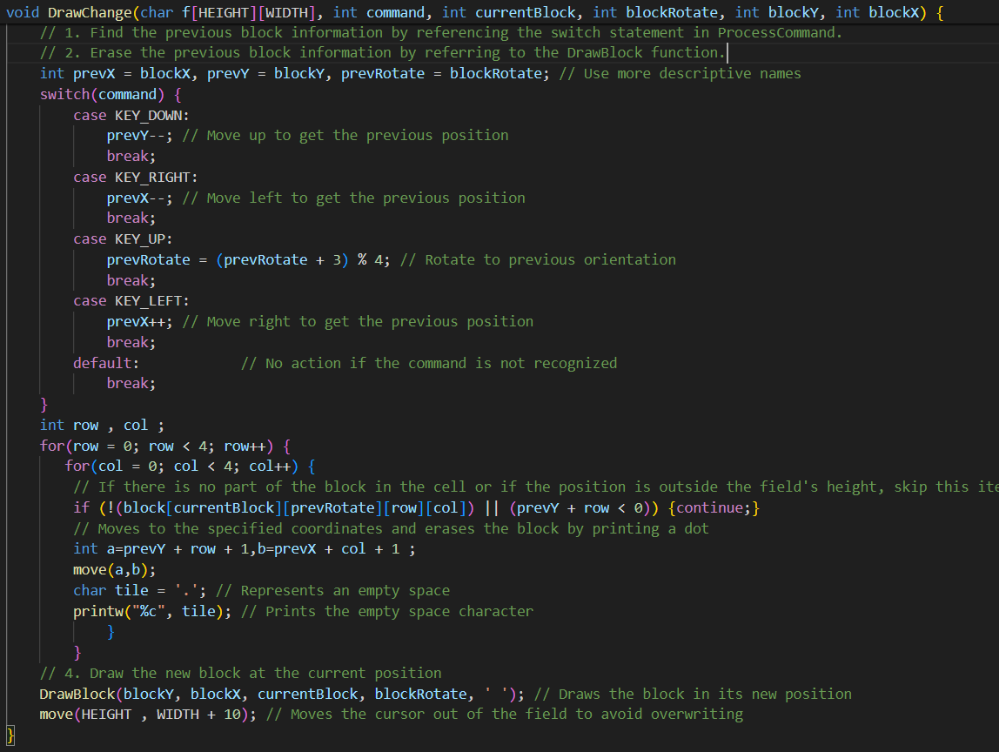 void DrawChange(char f[HEIGHT][WIDTH], int command, int currentBlock, int blockRotate, int blockY, int blockX) {
    // 1. Find the previous block information by referencing the switch statement in ProcessCommand.
    // 2. Erase the previous block information by referring to the DrawBlock function.
    int prevX = blockX, prevY = blockY, prevRotate = blockRotate; // Use more descriptive names
    switch(command) {
        case KEY_DOWN:
            prevY--; // Move up to get the previous position
            break;
        case KEY_RIGHT:
            prevX--; // Move left to get the previous position
            break;
        case KEY_UP:
            prevRotate = (prevRotate + 3) % 4; // Rotate to previous orientation
            break;
        case KEY_LEFT:
            prevX++; // Move right to get the previous position
            break;
        default:            // No action if the command is not recognized
            break;
    }
    int row , col ;
    for(row = 0; row < 4; row++) {
       for(col = 0; col < 4; col++) {
        // If there is no part of the block in the cell or if the position is outside the field's height, skip this ite
        if (!(block[currentBlock][prevRotate][row][col]) || (prevY + row < 0)) {continue;}
        // Moves to the specified coordinates and erases the block by printing a dot
        int a=prevY + row + 1,b=prevX + col + 1 ;
        move(a,b);
        char tile = '.'; // Represents an empty space
        printw("%c", tile); // Prints the empty space character
            }
        }
    // 4. Draw the new block at the current position
    DrawBlock(blockY, blockX, currentBlock, blockRotate, ' '); // Draws the block in its new position
    move(HEIGHT , WIDTH + 10); // Moves the cursor out of the field to avoid overwriting
}